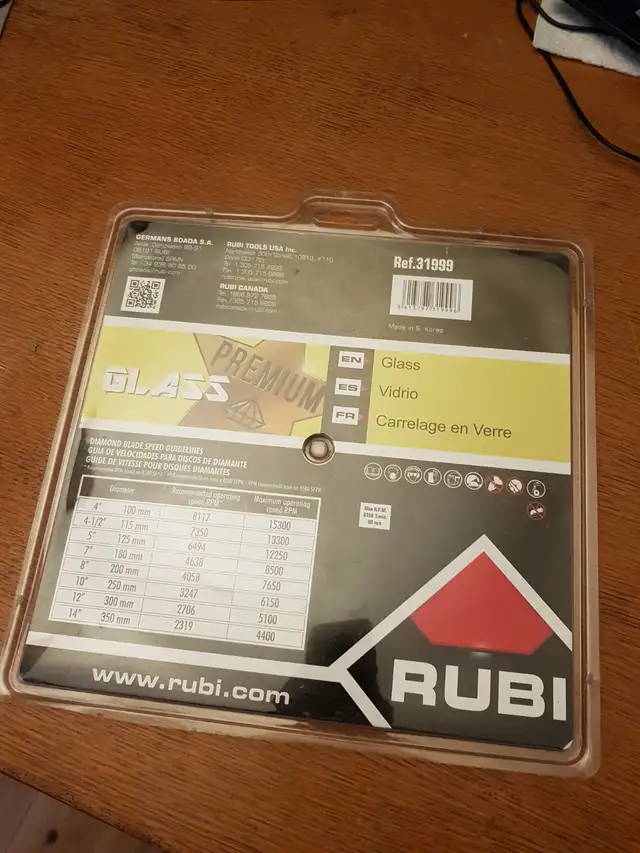 GERMANS BOADA S.A.
08191 RUBI
RUBI TOOLS USA Inc.
RUBI CANADA
Ref.31999
Made in S. Korea
GLASS
PREMIUM
EN Glass
ES Vidrio
FR Carrelage en Verre
DIAMOND BLADE SPEED GUIDELINES
GUIA DE VELOCIDADES PARA DISCOS DE DIAMANTE
GUIDE DE VITESSE POUR DISQUES DIAMANTES
Diameter Recommended operating speed RPM* Maximum operating speed RPM
4" 100 mm 8117 15300
4-1/2" 115 mm 7350 13300
5" 125 mm 6494 12250
7" 180 mm 4638 8500
8" 200 mm 4058 7650
10" 250 mm 3247 6150
12" 300 mm 2706 5100
14" 350 mm 2319 4400
Max R.P.M.
www.rubi.com
RUBI